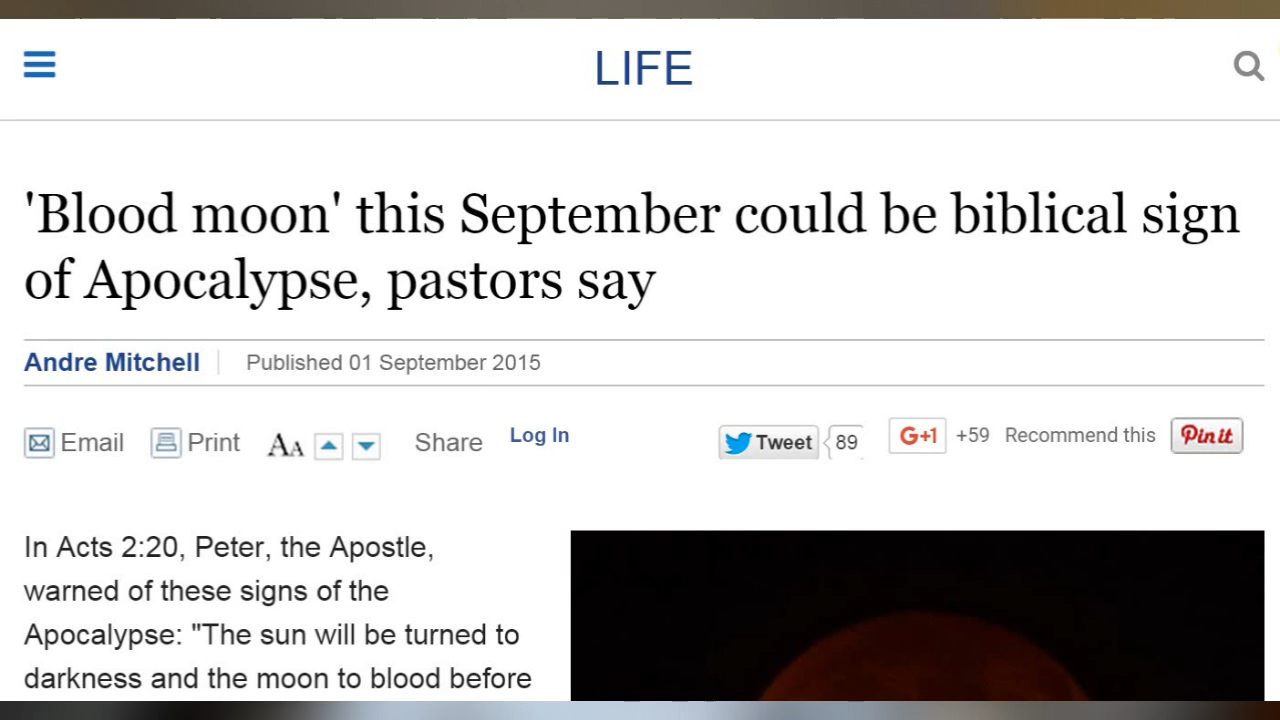 LIFE
'Blood moon' this September could be biblical sign
of Apocalypse, pastors say
Andre Mitchell Published 01 September 2015
Email Print AA Share Log In Tweet 89 G+1 +59 Recommend this Pin it
In Acts 2:20, Peter, the Apostle,
warned of these signs of the
Apocalypse: "The sun will be turned to
darkness and the moon to blood before